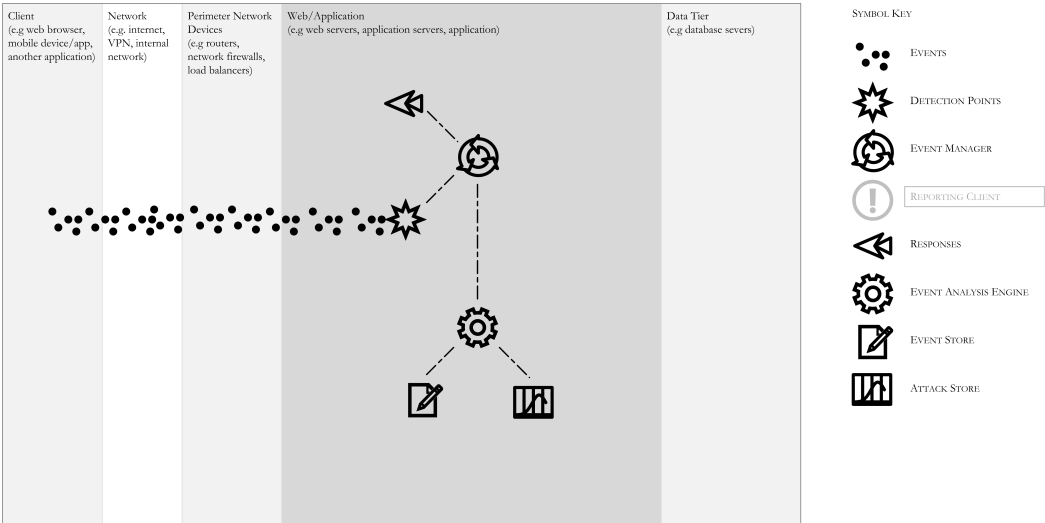 Client
(e.g web browser,
mobile device/app,
another application)
Network
(e.g. internet,
VPN, internal
network)
Perimeter Network
Devices
(e.g routers,
network firewalls,
load balancers)
Web/Application
(e.g web servers, application servers, application)
Data Tier
(e.g database severs)
SYMBOL KEY
EVENTS
DETECTION POINTS
EVENT MANAGER
REPORTING CLIENT
RESPONSES
EVENT ANALYSIS ENGINE
EVENT STORE
ATTACK STORE